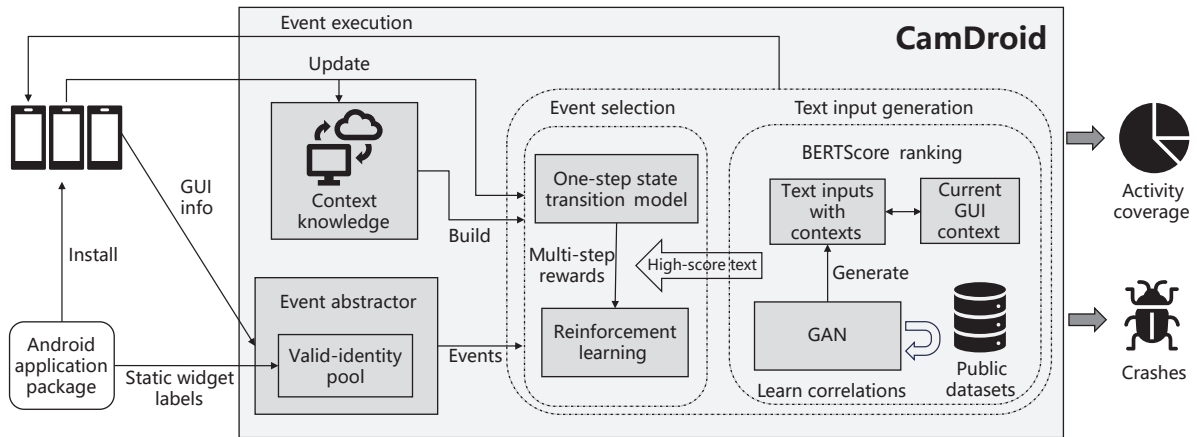 Event execution
CamDroid
Update
Event selection
Text input generation
BERTScore ranking
GUI
info
Context
knowledge
One-step state
transition model
Text inputs
with
contexts
Current
GUI
context
Activity
coverage
Build
Install
Multi-step
rewards
High-score text
Generate
Event abstractor
Reinforcement
learning
GAN
Android
application
package
Valid-identity
pool
Events
Static widget
labels
Learn correlations
Public
datasets
Crashes